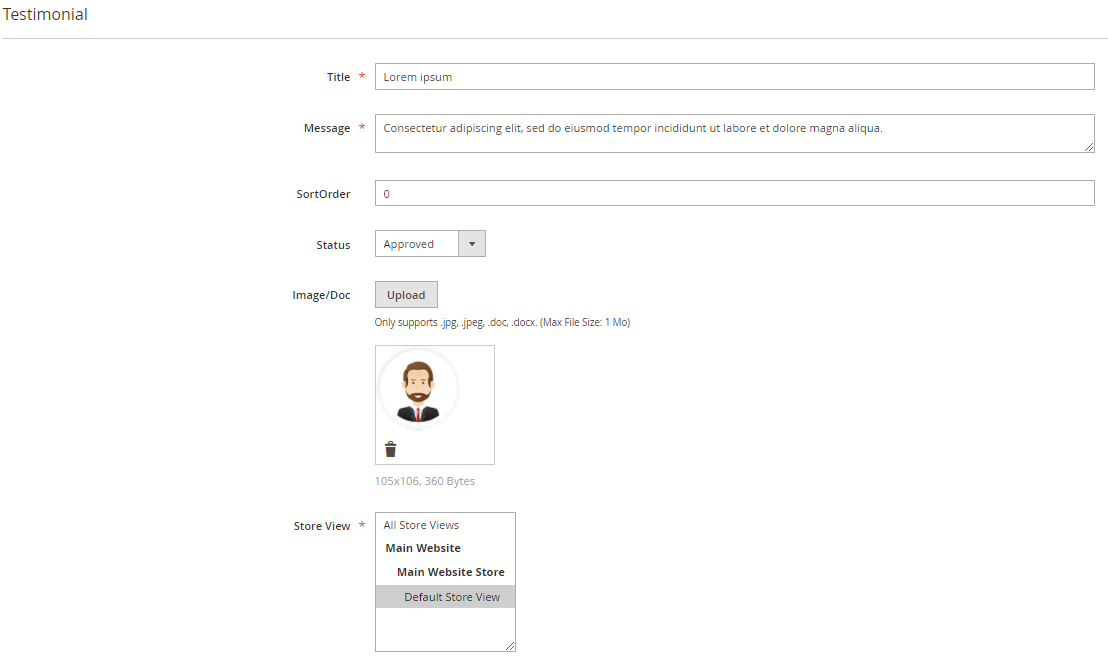 Testimonial
Title *
Lorem ipsum
Message *
Consectetur adipiscing elit, sed do eiusmod tempor incididunt ut labore et dolore magna aliqua.
SortOrder
0
Status
Approved
Image/Doc
Upload
Only supports .jpg, .jpeg, .doc, .docx. (Max File Size: 1 Mo)
105x106, 360 Bytes
Store View *
All Store Views
Main Website
Main Website Store
Default Store View